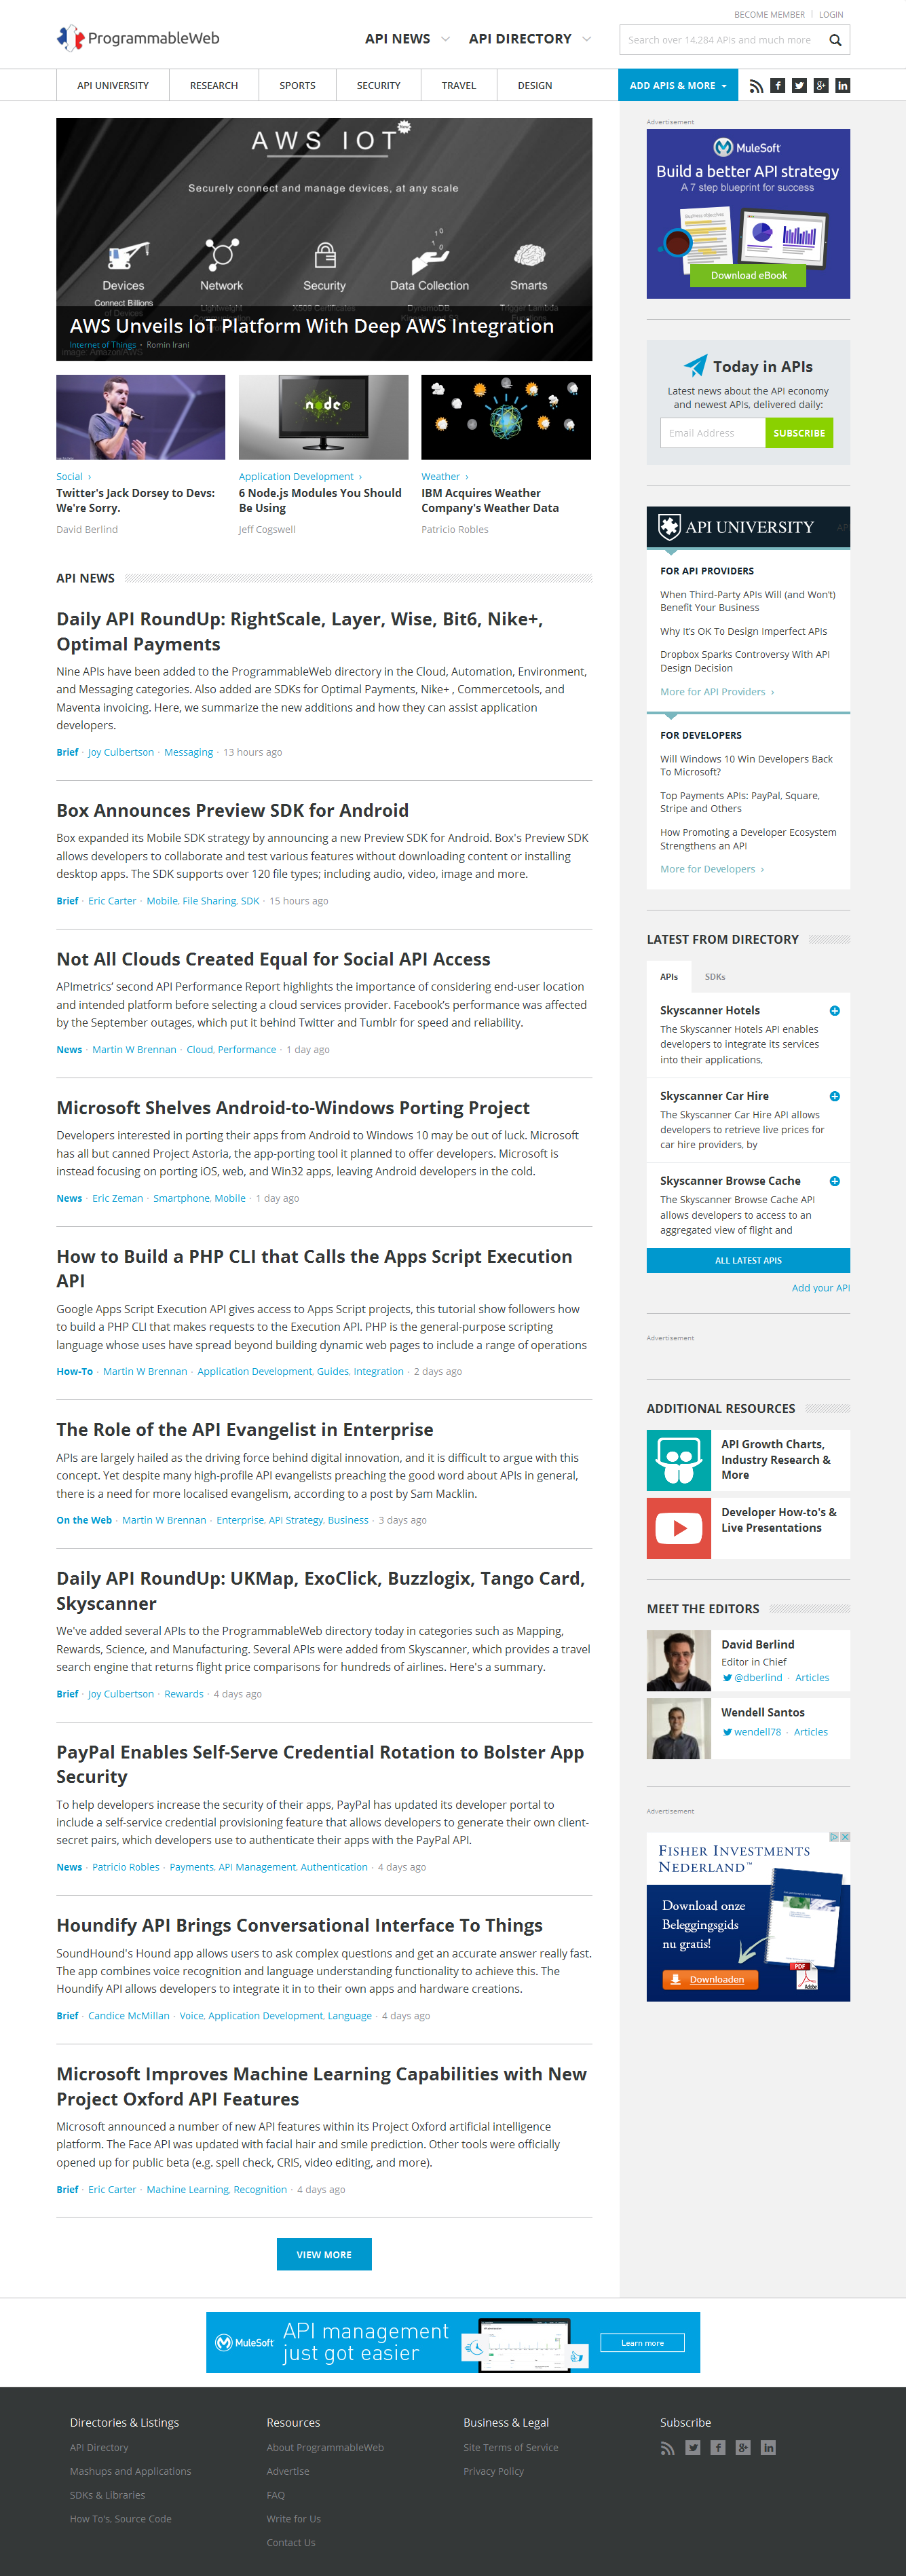 BECOME MEMBER | LOGIN
ProgrammableWeb
API NEWS
API DIRECTORY
Search over 14,284 APIs and much more
API UNIVERSITY
RESEARCH
SPORTS
SECURITY
TRAVEL
DESIGN
ADD APIS & MORE
AWS IOT
Securely connect and manage devices, at any scale
Devices
Network
Security
Data Collection
Smarts
Connect Billions
AWS Unveils IoT Platform With Deep AWS Integration
Internet of Things · Romin Irani
Image: Amazon/AWS
node
Social ›
Twitter's Jack Dorsey to Devs:
We're Sorry.
David Berlind
Application Development ›
6 Node.js Modules You Should
Be Using
Jeff Cogswell
Weather ›
IBM Acquires Weather
Company's Weather Data
Patricio Robles
API NEWS
Daily API RoundUp: RightScale, Layer, Wise, Bit6, Nike+,
Optimal Payments
Nine APIs have been added to the ProgrammableWeb directory in the Cloud, Automation, Environment,
and Messaging categories. Also added are SDKs for Optimal Payments, Nike+ , Commercetools, and
Maventa invoicing. Here, we summarize the new additions and how they can assist application
developers.
Brief · Joy Culbertson · Messaging · 13 hours ago
Box Announces Preview SDK for Android
Box expanded its Mobile SDK strategy by announcing a new Preview SDK for Android. Box's Preview SDK
allows developers to collaborate and test various features without downloading content or installing
desktop apps. The SDK supports over 120 file types; including audio, video, image and more.
Brief · Eric Carter · Mobile, File Sharing, SDK · 15 hours ago
Not All Clouds Created Equal for Social API Access
APImetrics’ second API Performance Report highlights the importance of considering end-user location
and intended platform before selecting a cloud services provider. Facebook’s performance was affected
by the September outages, which put it behind Twitter and Tumblr for speed and reliability.
News · Martin W Brennan · Cloud, Performance · 1 day ago
Microsoft Shelves Android-to-Windows Porting Project
Developers interested in porting their apps from Android to Windows 10 may be out of luck. Microsoft
has all but canned Project Astoria, the app-porting tool it planned to offer developers. Microsoft is
instead focusing on porting iOS, web, and Win32 apps, leaving Android developers in the cold.
News · Eric Zeman · Smartphone, Mobile · 1 day ago
How to Build a PHP CLI that Calls the Apps Script Execution
API
Google Apps Script Execution API gives access to Apps Script projects, this tutorial show followers how
to build a PHP CLI that makes requests to the Execution API. PHP is the general-purpose scripting
language whose uses have spread beyond building dynamic web pages to include a range of operations
How-To · Martin W Brennan · Application Development, Guides, Integration · 2 days ago
The Role of the API Evangelist in Enterprise
APIs are largely hailed as the driving force behind digital innovation, and it is difficult to argue with this
concept. Yet despite many high-profile API evangelists preaching the good word about APIs in general,
there is a need for more localised evangelism, according to a post by Sam Macklin.
On the Web · Martin W Brennan · Enterprise, API Strategy, Business · 3 days ago
Daily API RoundUp: UKMap, ExoClick, Buzzlogix, Tango Card,
Skyscanner
We've added several APIs to the ProgrammableWeb directory today in categories such as Mapping,
Rewards, Science, and Manufacturing. Several APIs were added from Skyscanner, which provides a travel
search engine that returns flight price comparisons for hundreds of airlines. Here's a summary.
Brief · Joy Culbertson · Rewards · 4 days ago
PayPal Enables Self-Serve Credential Rotation to Bolster App
Security
To help developers increase the security of their apps, PayPal has updated its developer portal to
include a self-service credential provisioning feature that allows developers to generate their own client-
secret pairs, which developers use to authenticate their apps with the PayPal API.
News · Patricio Robles · Payments, API Management, Authentication · 4 days ago
Houndify API Brings Conversational Interface To Things
SoundHound's Hound app allows users to ask complex questions and get an accurate answer really fast.
The app combines voice recognition and language understanding functionality to achieve this. The
Houndify API allows developers to integrate it in to their own apps and hardware creations.
Brief · Candice McMillan · Voice, Application Development, Language · 4 days ago
Microsoft Improves Machine Learning Capabilities with New
Project Oxford API Features
Microsoft announced a number of new API features within its Project Oxford artificial intelligence
platform. The Face API was updated with facial hair and smile prediction. Other tools were officially
opened up for public beta (e.g. spell check, CRIS, video editing, and more).
Brief · Eric Carter · Machine Learning, Recognition · 4 days ago
VIEW MORE
Advertisement
MuleSoft
Build a better API strategy
A 7 step blueprint for success
Download eBook
Today in APIs
Latest news about the API economy
and newest APIs, delivered daily:
Email Address
SUBSCRIBE
API UNIVERSITY
FOR API PROVIDERS
When Third-Party APIs Will (and Won’t)
Benefit Your Business
Why It’s OK To Design Imperfect APIs
Dropbox Sparks Controversy With API
Design Decision
More for API Providers ›
FOR DEVELOPERS
Will Windows 10 Win Developers Back
To Microsoft?
Top Payments APIs: PayPal, Square,
Stripe and Others
How Promoting a Developer Ecosystem
Strengthens an API
More for Developers ›
LATEST FROM DIRECTORY
APIs
SDKs
Skyscanner Hotels
The Skyscanner Hotels API enables
developers to integrate its services
into their applications,
Skyscanner Car Hire
The Skyscanner Car Hire API allows
developers to retrieve live prices for
car hire providers, by
Skyscanner Browse Cache
The Skyscanner Browse Cache API
allows developers to access to an
aggregated view of flight and
ALL LATEST APIS
Add your API
Advertisement
ADDITIONAL RESOURCES
API Growth Charts,
Industry Research &
More
Developer How-to's &
Live Presentations
MEET THE EDITORS
David Berlind
Editor in Chief
@dberlind · Articles
Wendell Santos
wendell78 · Articles
Advertisement
FISHER INVESTMENTS
NEDERLAND™
Download onze
Beleggingsgids
nu gratis!
Downloaden
PDF
Adobe
MuleSoft
API management
just got easier
Learn more
Directories & Listings
API Directory
Mashups and Applications
SDKs & Libraries
How To's, Source Code
Resources
About ProgrammableWeb
Advertise
FAQ
Write for Us
Contact Us
Business & Legal
Site Terms of Service
Privacy Policy
Subscribe